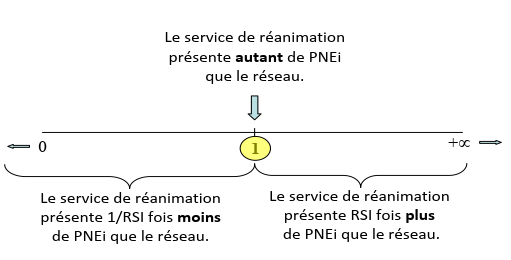 Le service de réanimation
présente autant de PNEi
que le réseau.
0
1
+∞
Le service de réanimation
présente 1/RSI fois moins
de PNEi que le réseau.
Le service de réanimation
présente RSI fois plus
de PNEi que le réseau.